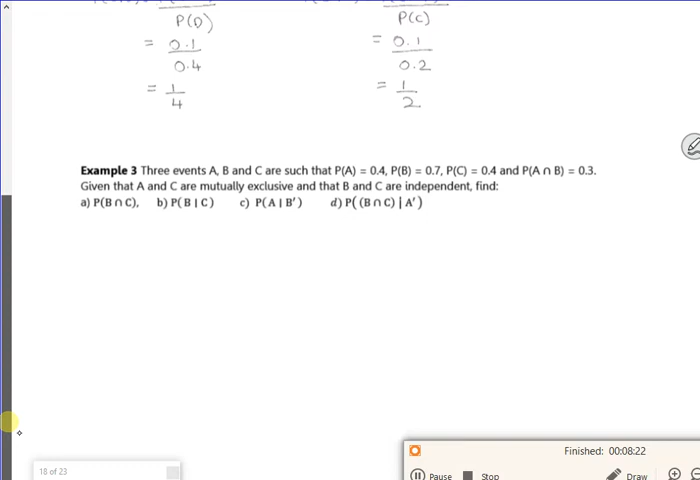 P(D)
P(C)
= 0.1
0.4
= 0.1
0.2
= 1
4
= 1
2
Example 3 Three events A, B and C are such that P(A) = 0.4, P(B) = 0.7, P(C) = 0.4 and P(A ∩ B) = 0.3.
Given that A and C are mutually exclusive and that B and C are independent, find:
a) P(B ∩ C), b) P(B | C) c) P(A | B′) d) P( (B ∩ C) | A′)
Finished: 00:08:22
18 of 23
Pause Stop Draw